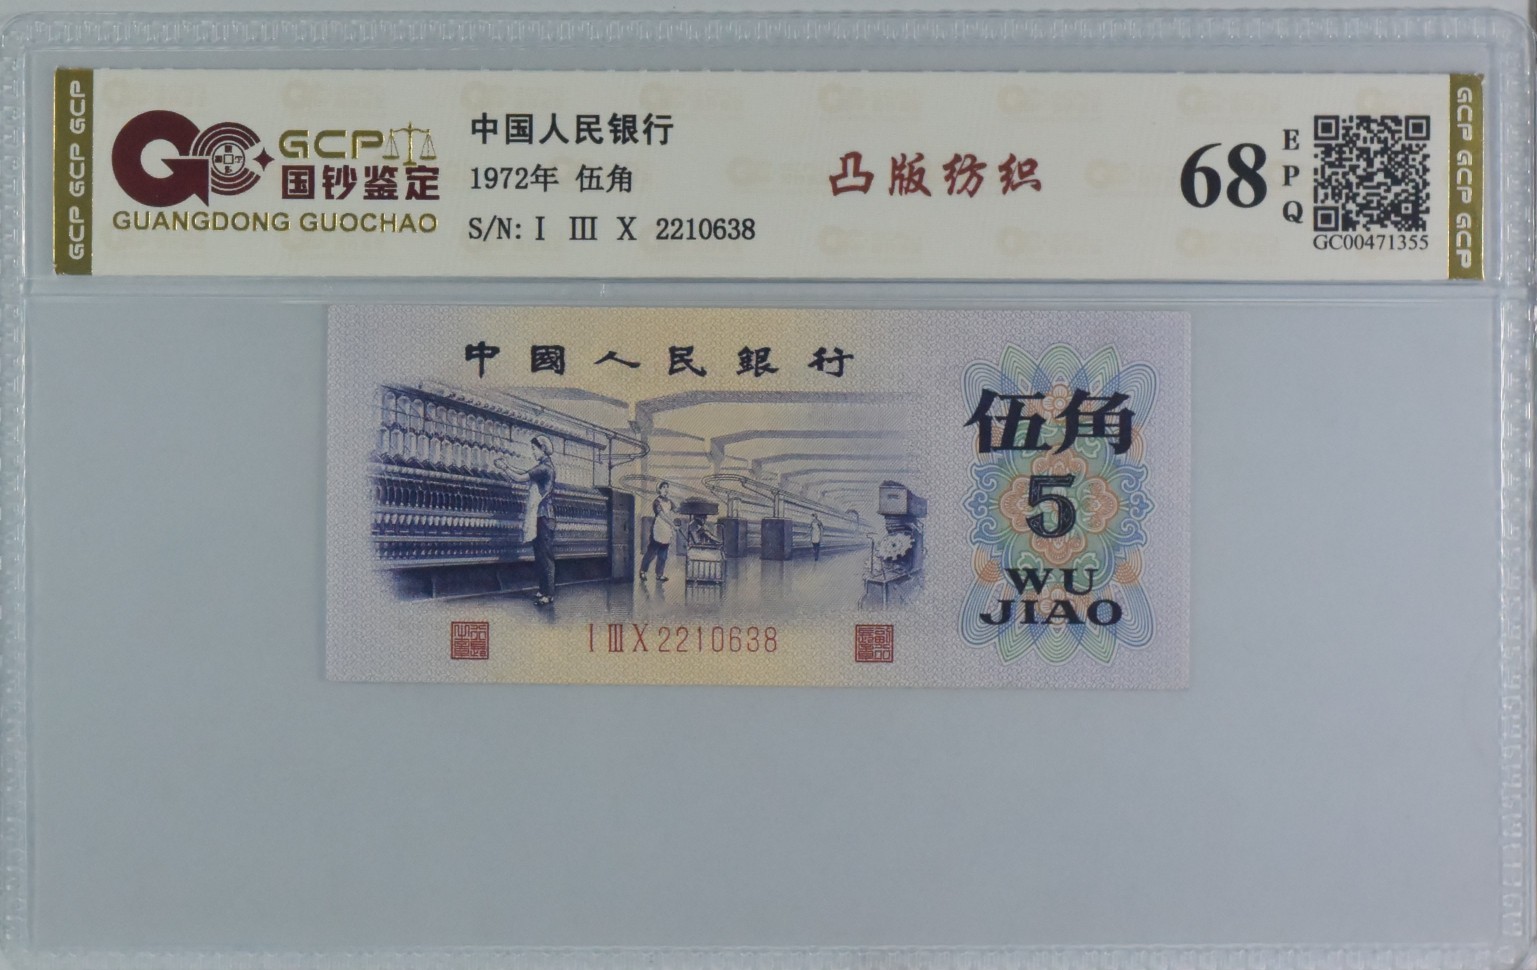 GCP GCP GCP
GCP
国钞鉴定
GUANGDONG GUOCHAO
中国人民银行
1972年 伍角
S/N: I III X 2210638
凸版纺织
68
EPQ
GC00471355
GCP GCP GCP
中國人民銀行
伍角
5
WU
JIAO
I III X 2210638